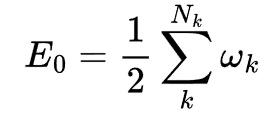 E_0 = \frac{1}{2} \sum_{k}^{N_k} \omega_k